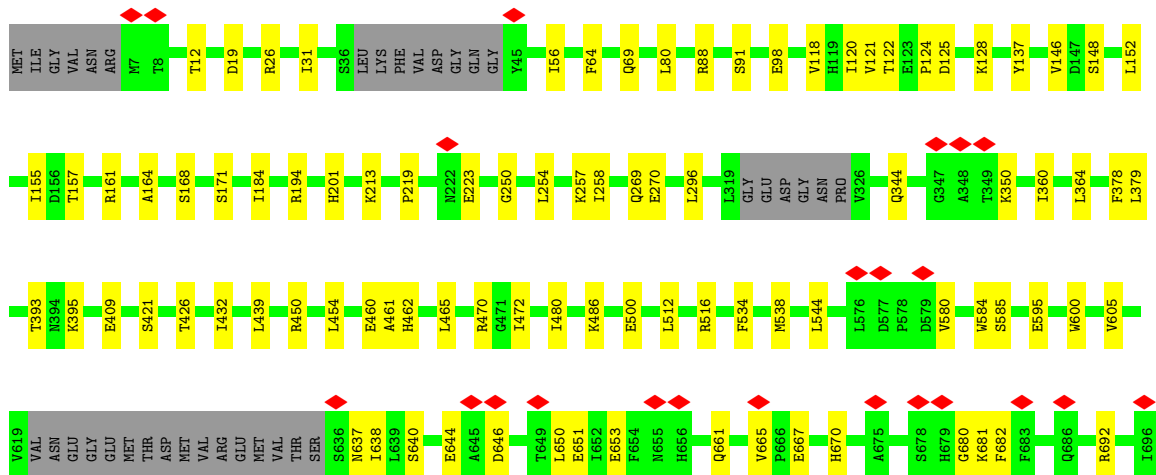 MET ILE GLY VAL ASN ARG M7 T8 T12 D19 R26 I31 S36 LEU LYS PHE VAL ASP GLY GLN GLY Y45 I56 F64 Q69 L80 R88 S91 E98 V118 H119 I120 V121 T122 E123 P124 D125 K128 Y137 V146 D147 S148 L152
I155 D156 T157 R161 A164 S168 S171 I184 R194 H201 K213 P219 N222 E223 G250 L254 K257 I258 Q269 E270 L296 L319 GLY GLU ASP GLY ASN PRO V326 Q344 G347 A348 T349 K350 I360 L364 F378 L379
T393 N394 K395 E409 S421 T426 I432 L439 R450 L454 E460 A461 H462 L465 R470 G471 I472 I480 K486 E500 L512 R516 F534 M538 L544 L576 D577 P578 D579 V580 W584 S585 E595 W600 V605
V619 VAL ASN GLU GLY GLU MET THR ASP MET VAL ARG GLU MET VAL THR SER S636 N637 I638 L639 S640 E644 A645 D646 T649 L650 E651 I652 E653 F654 N655 H656 Q661 V665 P666 E667 H670 A675 S678 H679 G680 K681 F682 F683 Q686 R692 I696